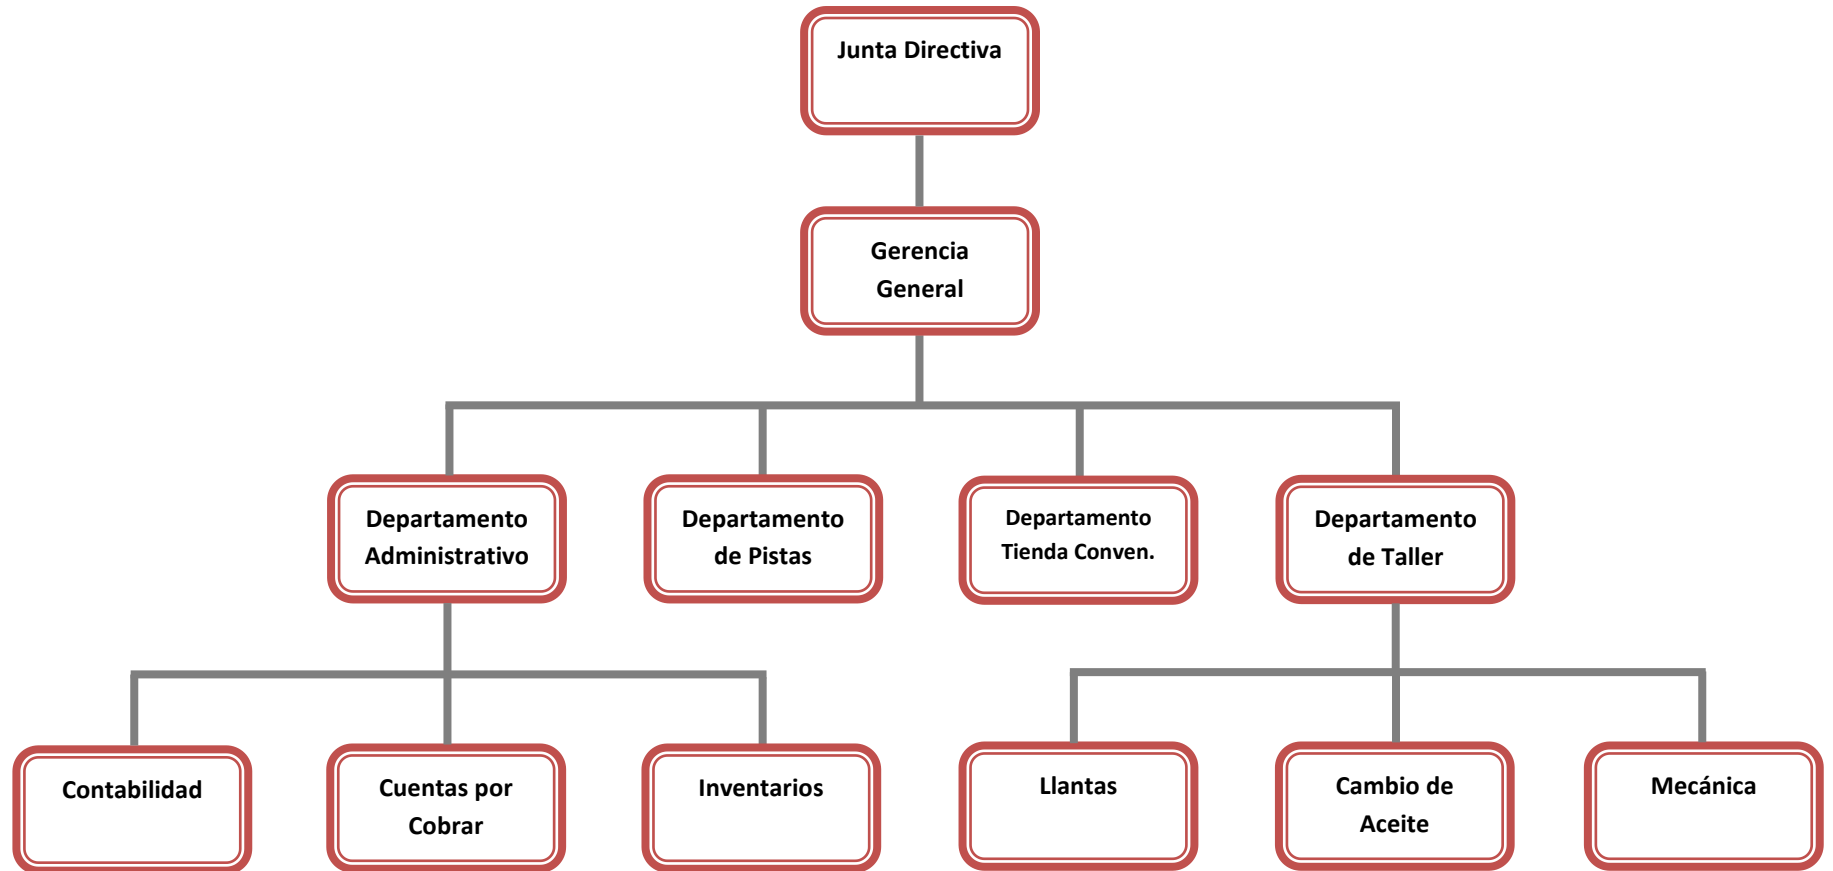 Junta Directiva
Gerencia
General
Departamento
Administrativo
Departamento
de Pistas
Departamento
Tienda Conven.
Departamento
de Taller
Contabilidad
Cuentas por
Cobrar
Inventarios
Llantas
Cambio de
Aceite
Mecánica